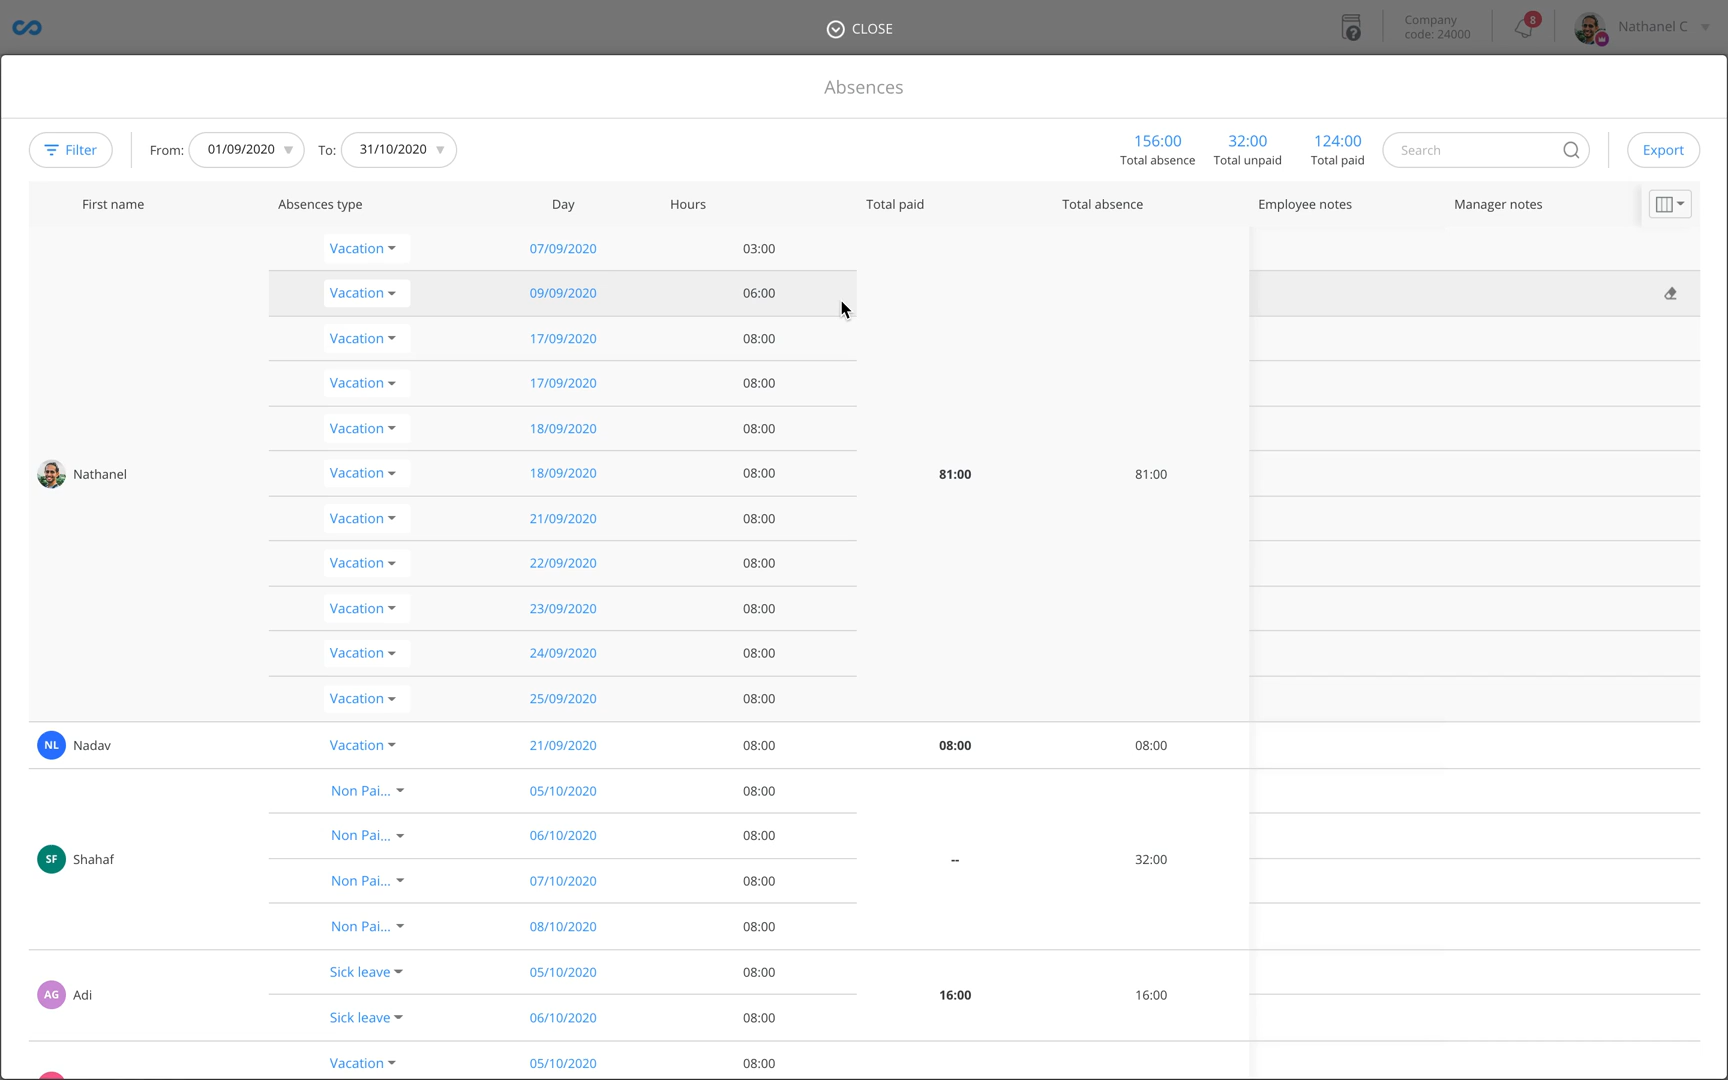 CLOSE
Company
code: 24000
8
Nathanel C
Absences
Filter
From: 01/09/2020 To: 31/10/2020
156:00 32:00 124:00
Total absence Total unpaid Total paid
Search
Export
First name Absences type Day Hours Total paid Total absence Employee notes Manager notes
Vacation 07/09/2020 03:00
Vacation 09/09/2020 06:00
Vacation 17/09/2020 08:00
Vacation 17/09/2020 08:00
Vacation 18/09/2020 08:00
Nathanel Vacation 18/09/2020 08:00 81:00 81:00
Vacation 21/09/2020 08:00
Vacation 22/09/2020 08:00
Vacation 23/09/2020 08:00
Vacation 24/09/2020 08:00
Vacation 25/09/2020 08:00
NL Nadav Vacation 21/09/2020 08:00 08:00 08:00
Non Pai... 05/10/2020 08:00
Non Pai... 06/10/2020 08:00
SF Shahaf -- 32:00
Non Pai... 07/10/2020 08:00
Non Pai... 08/10/2020 08:00
Sick leave 05/10/2020 08:00
AG Adi 16:00 16:00
Sick leave 06/10/2020 08:00
Vacation 05/10/2020 08:00